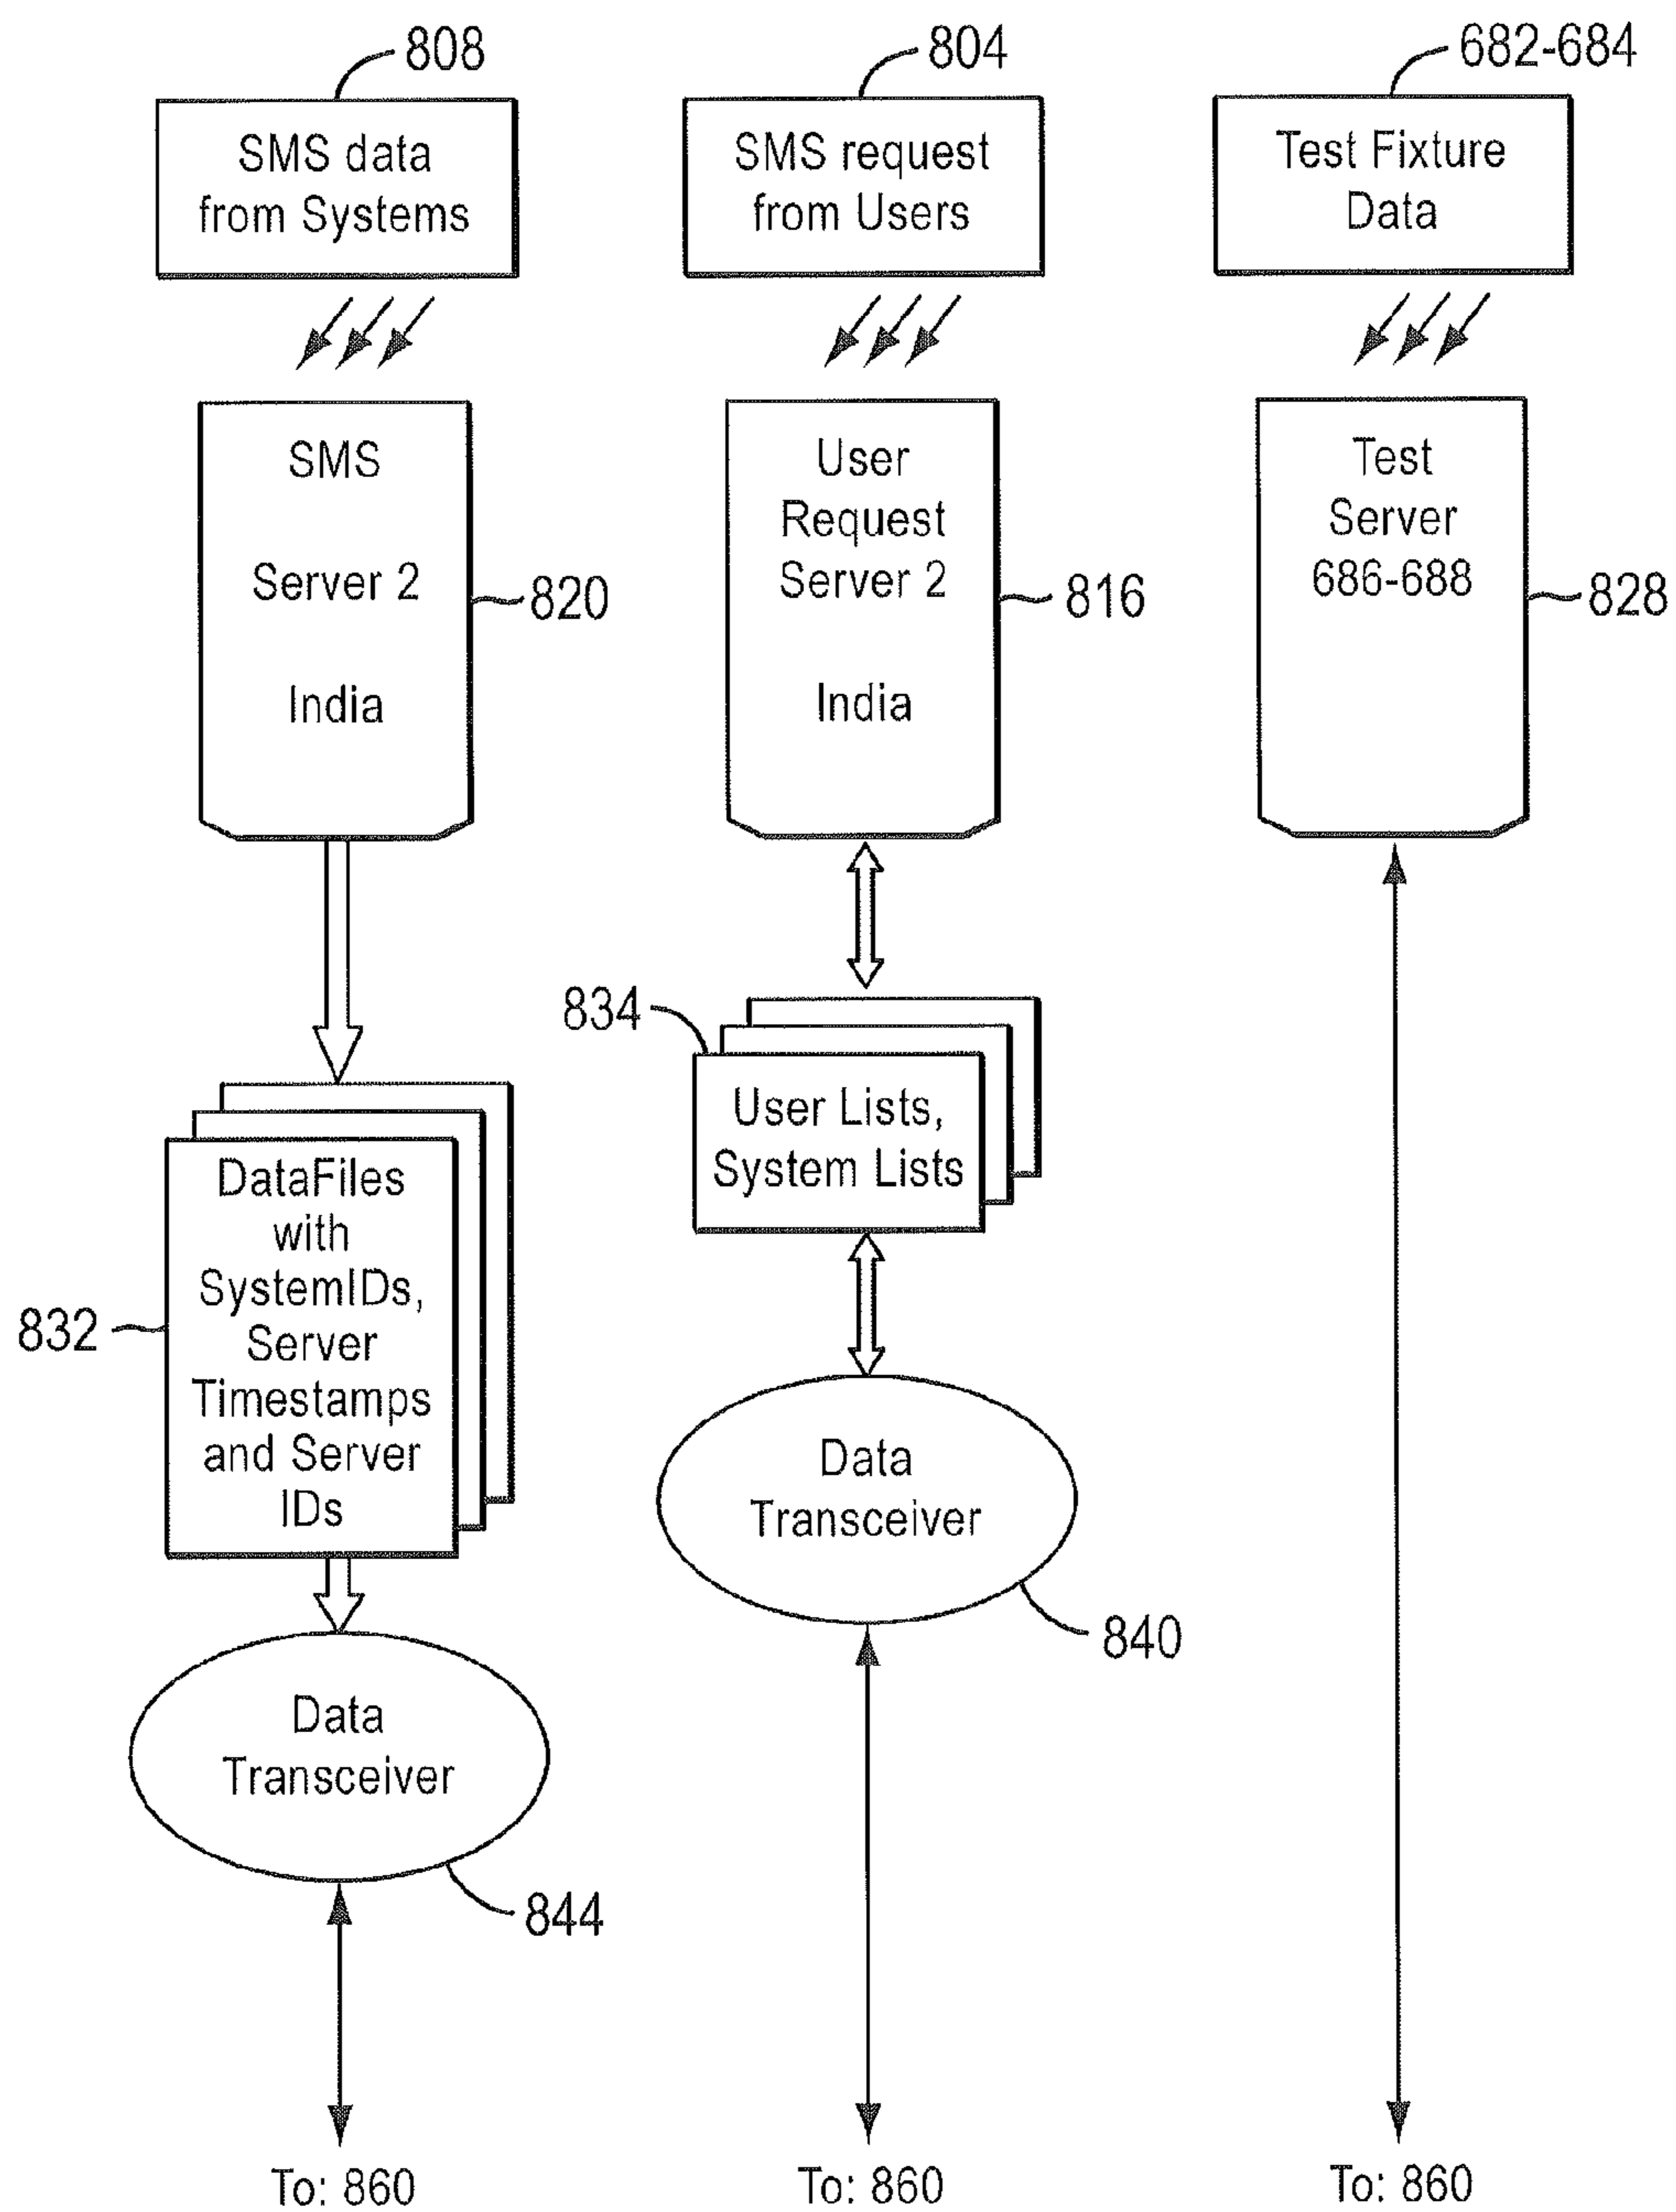 808
804
682-684
SMS data
from Systems
SMS request
from Users
Test Fixture
Data
SMS
Server 2
India
820
User
Request
Server 2
India
816
Test
Server
686-688
828
834
User Lists,
System Lists
832
DataFiles
with
SystemIDs,
Server
Timestamps
and Server
IDs
Data
Transceiver
840
Data
Transceiver
844
To: 860
To: 860
To: 860